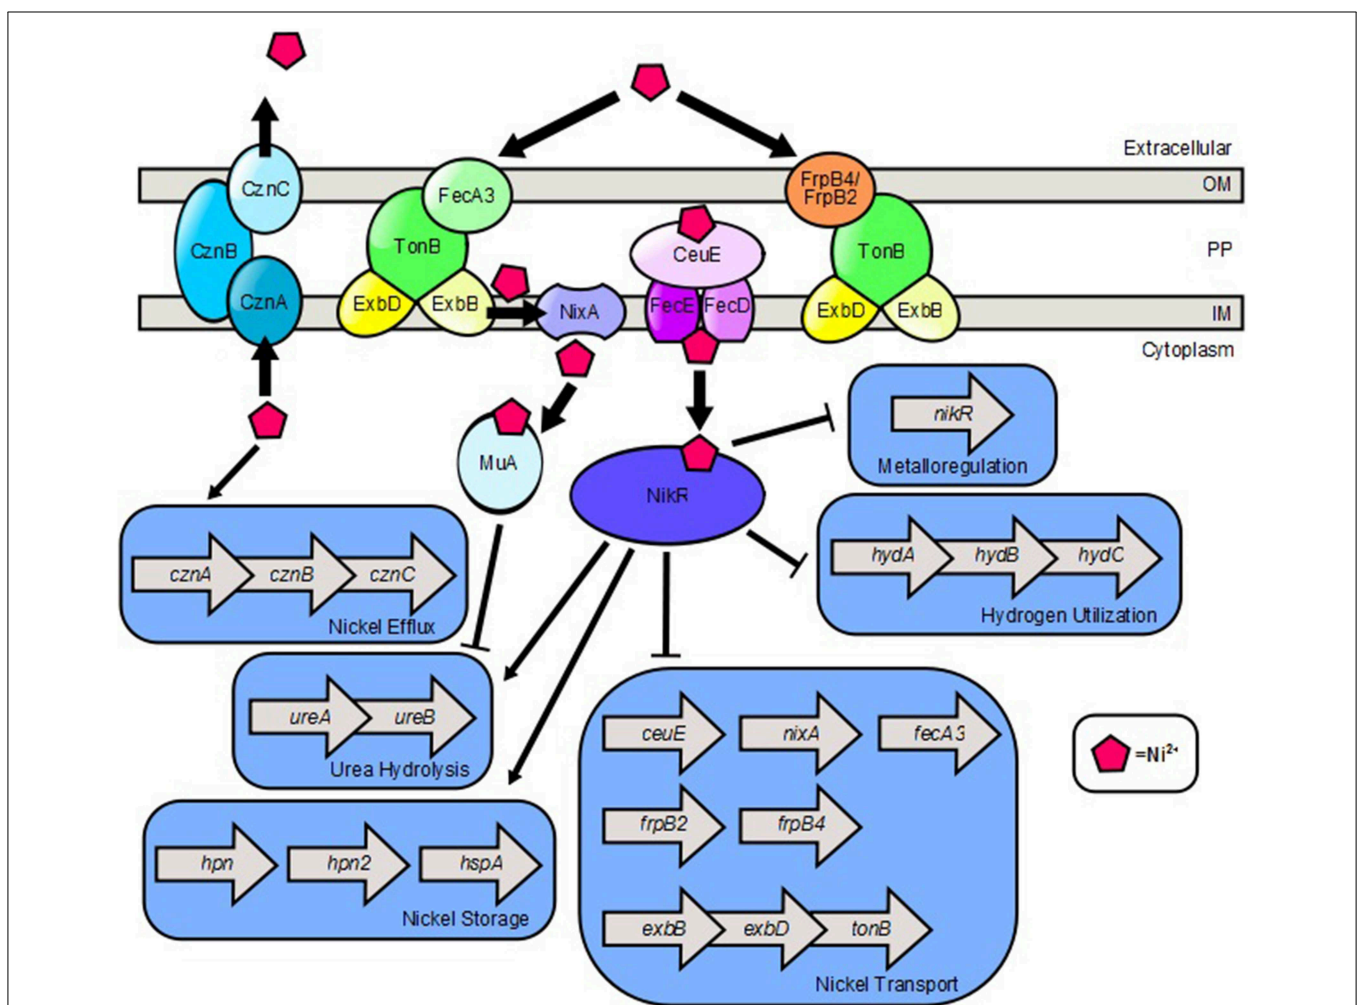 Extracellular
OM
PP
IM
Cytoplasm
CznC
CznB
CznA
FecA3
TonB
ExbD
ExbB
NixA
CeuE
FecE
FecD
FrpB4/
FrpB2
TonB
ExbD
ExbB
MuA
NikR
nikR
Metalloregulation
hydA
hydB
hydC
Hydrogen Utilization
cznA
cznB
cznC
Nickel Efflux
ureA
ureB
Urea Hydrolysis
hpn
hpn2
hspA
Nickel Storage
ceuE
nixA
fecA3
frpB2
frpB4
exbB
exbD
tonB
Nickel Transport
=Ni²⁺